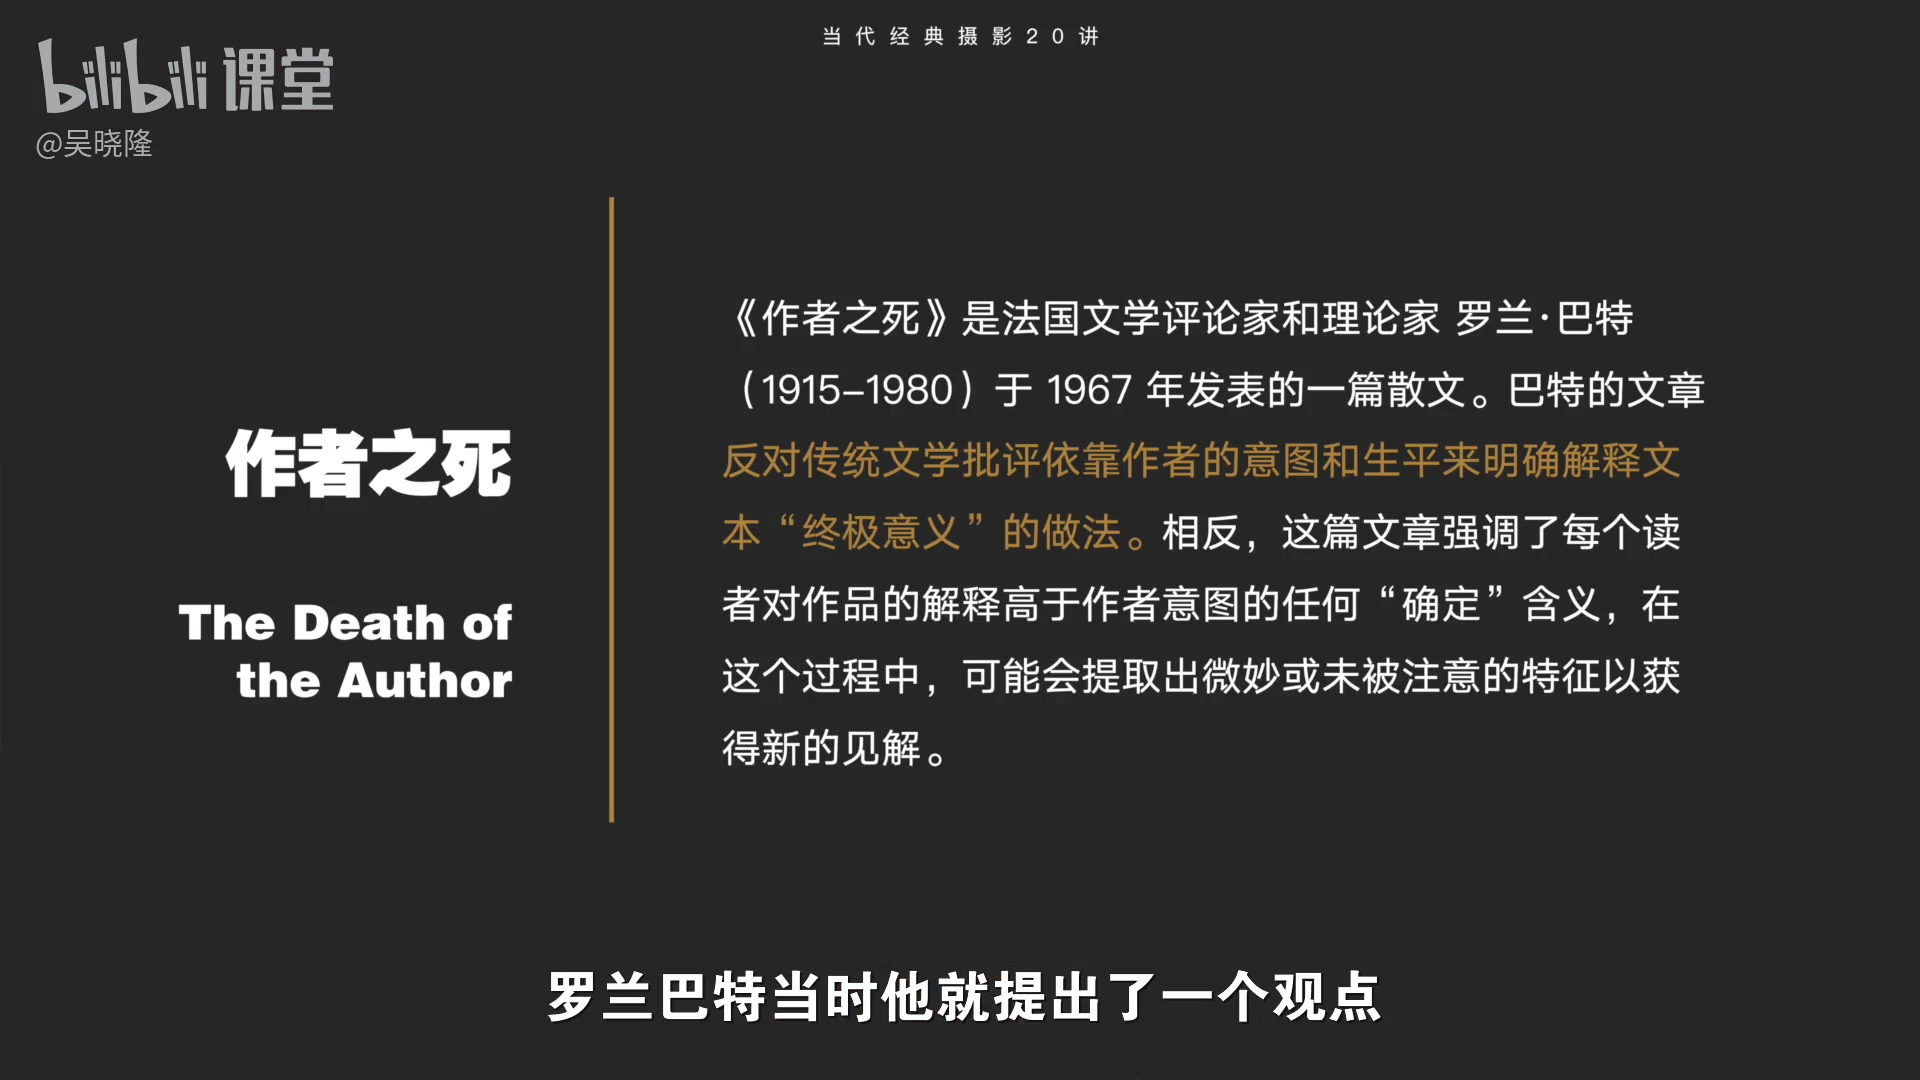 当代经典摄影20讲
bilibili课堂
@吴晓隆
作者之死
The Death of
the Author
《作者之死》是法国文学评论家和理论家 罗兰·巴特
（1915–1980）于 1967 年发表的一篇散文。巴特的文章
反对传统文学批评依靠作者的意图和生平来明确解释文
本“终极意义”的做法。相反，这篇文章强调了每个读
者对作品的解释高于作者意图的任何“确定”含义，在
这个过程中，可能会提取出微妙或未被注意的特征以获
得新的见解。
罗兰巴特当时他就提出了一个观点